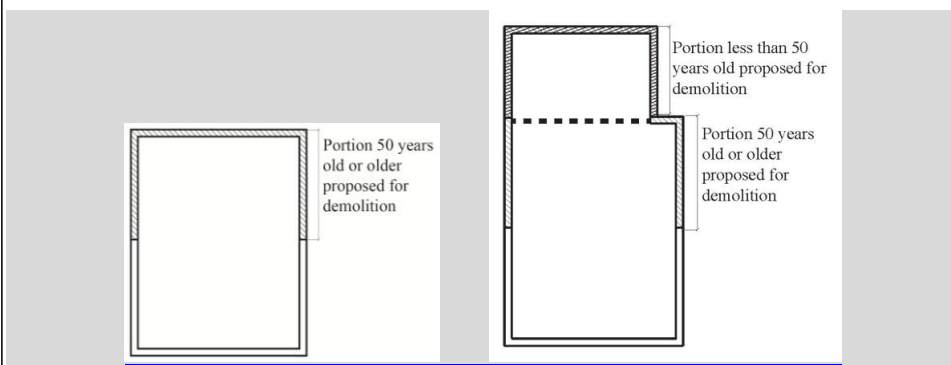 Portion 50 years
old or older
proposed for
demolition
Portion less than 50
years old proposed for
demolition
Portion 50 years
old or older
proposed for
demolition